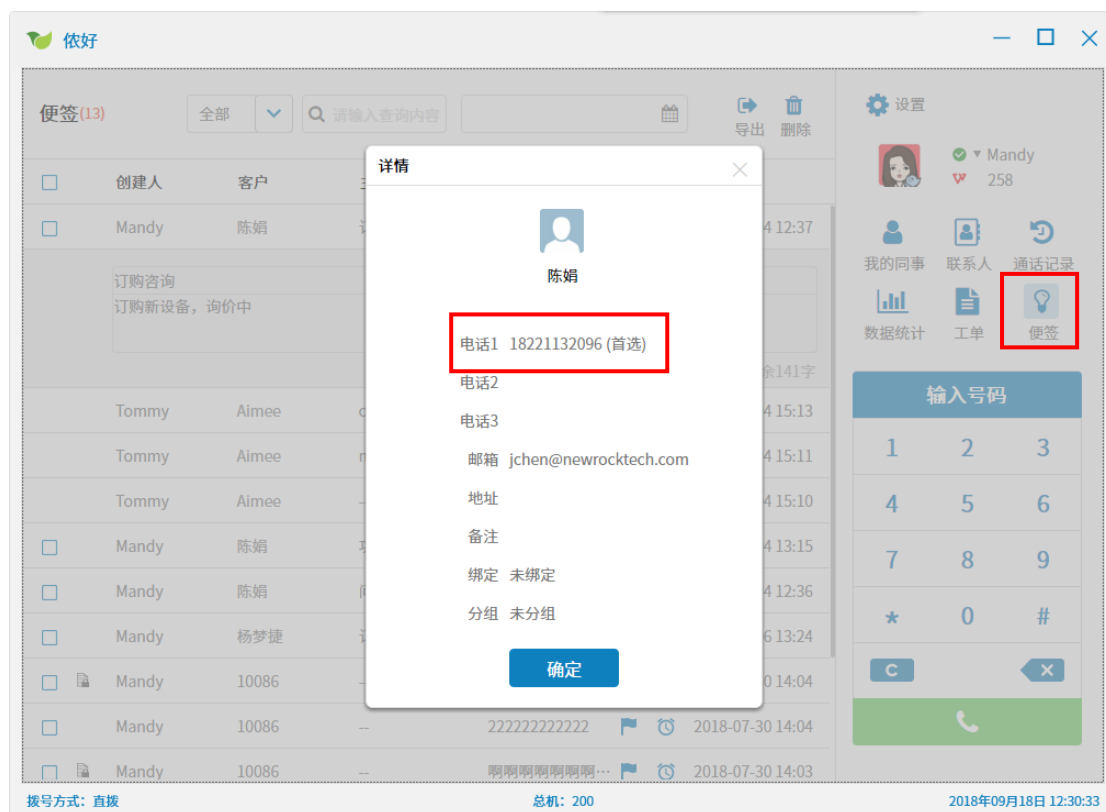 侬好
便签(13)
全部
请输入查询内容
导出
删除
设置
Mandy
258
创建人
客户
Mandy
陈娟
4 12:37
订购咨询
订购新设备，询价中
余141字
Tommy
Aimee
4 15:13
Tommy
Aimee
4 15:11
Tommy
Aimee
4 15:10
Mandy
陈娟
4 13:15
Mandy
陈娟
4 12:36
Mandy
杨梦捷
6 13:24
Mandy
10086
0 14:04
Mandy
10086
--
222222222222
2018-07-30 14:04
Mandy
10086
--
啊啊啊啊啊啊啊…
2018-07-30 14:03
详情
陈娟
电话1 18221132096 (首选)
电话2
电话3
邮箱 jchen@newrocktech.com
地址
备注
绑定 未绑定
分组 未分组
确定
我的同事
联系人
通话记录
数据统计
工单
便签
输入号码
1 2 3
4 5 6
7 8 9
* 0 #
C
拨号方式：直拨
总机：200
2018年09月18日 12:30:33